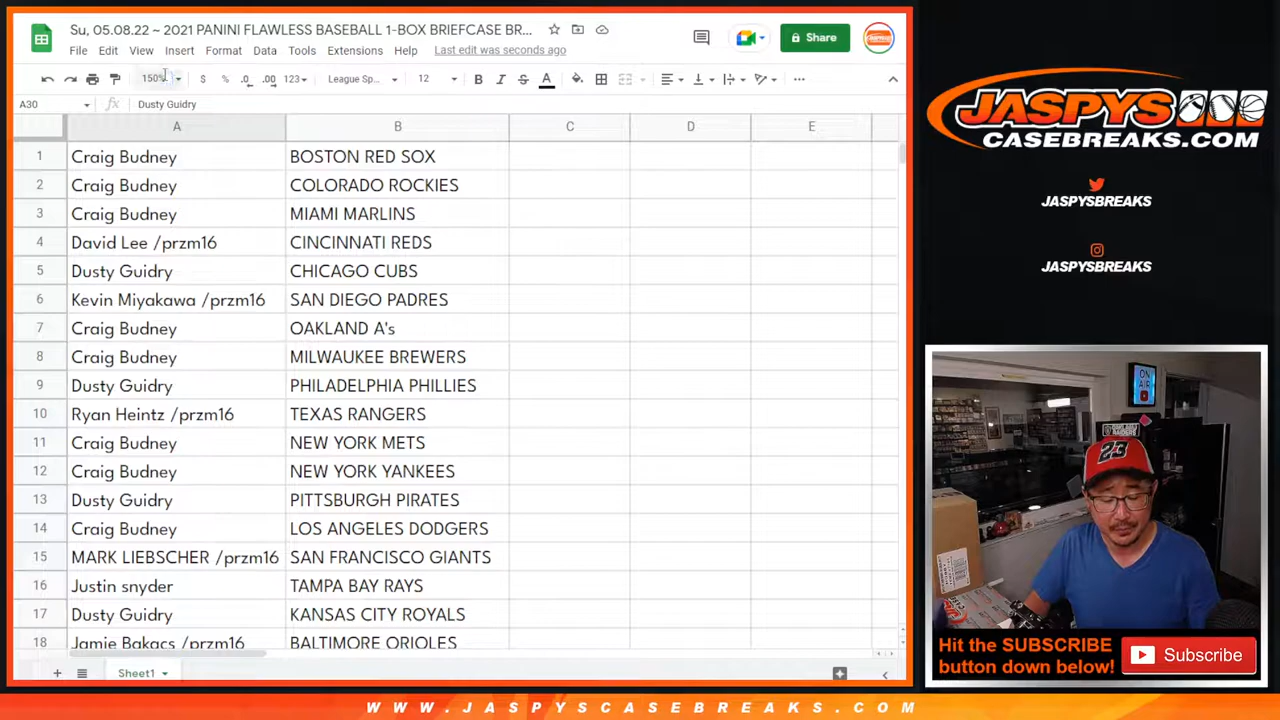 Su, 05.08.22 ~ 2021 PANINI FLAWLESS BASEBALL 1-BOX BRIEFCASE BR...
File Edit View Insert Format Data Tools Extensions Help Last edit was seconds ago
Share
150% $ % .0 .00 123 League Sp... 12 B I S A
A30 fx Dusty Guidry
A B C D E
1 Craig Budney BOSTON RED SOX
2 Craig Budney COLORADO ROCKIES
3 Craig Budney MIAMI MARLINS
4 David Lee /przm16 CINCINNATI REDS
5 Dusty Guidry CHICAGO CUBS
6 Kevin Miyakawa /przm16 SAN DIEGO PADRES
7 Craig Budney OAKLAND A's
8 Craig Budney MILWAUKEE BREWERS
9 Dusty Guidry PHILADELPHIA PHILLIES
10 Ryan Heintz /przm16 TEXAS RANGERS
11 Craig Budney NEW YORK METS
12 Craig Budney NEW YORK YANKEES
13 Dusty Guidry PITTSBURGH PIRATES
14 Craig Budney LOS ANGELES DODGERS
15 MARK LIEBSCHER /przm16 SAN FRANCISCO GIANTS
16 Justin snyder TAMPA BAY RAYS
17 Dusty Guidry KANSAS CITY ROYALS
18 Jamie Bakacs /przm16 BALTIMORE ORIOLES
Sheet1
JASPYS
CASEBREAKS.COM
JASPYSBREAKS
JASPYSBREAKS
ON
AIR
23
Hit the SUBSCRIBE
button down below!
Subscribe
WWW.JASPYSCASEBREAKS.COM